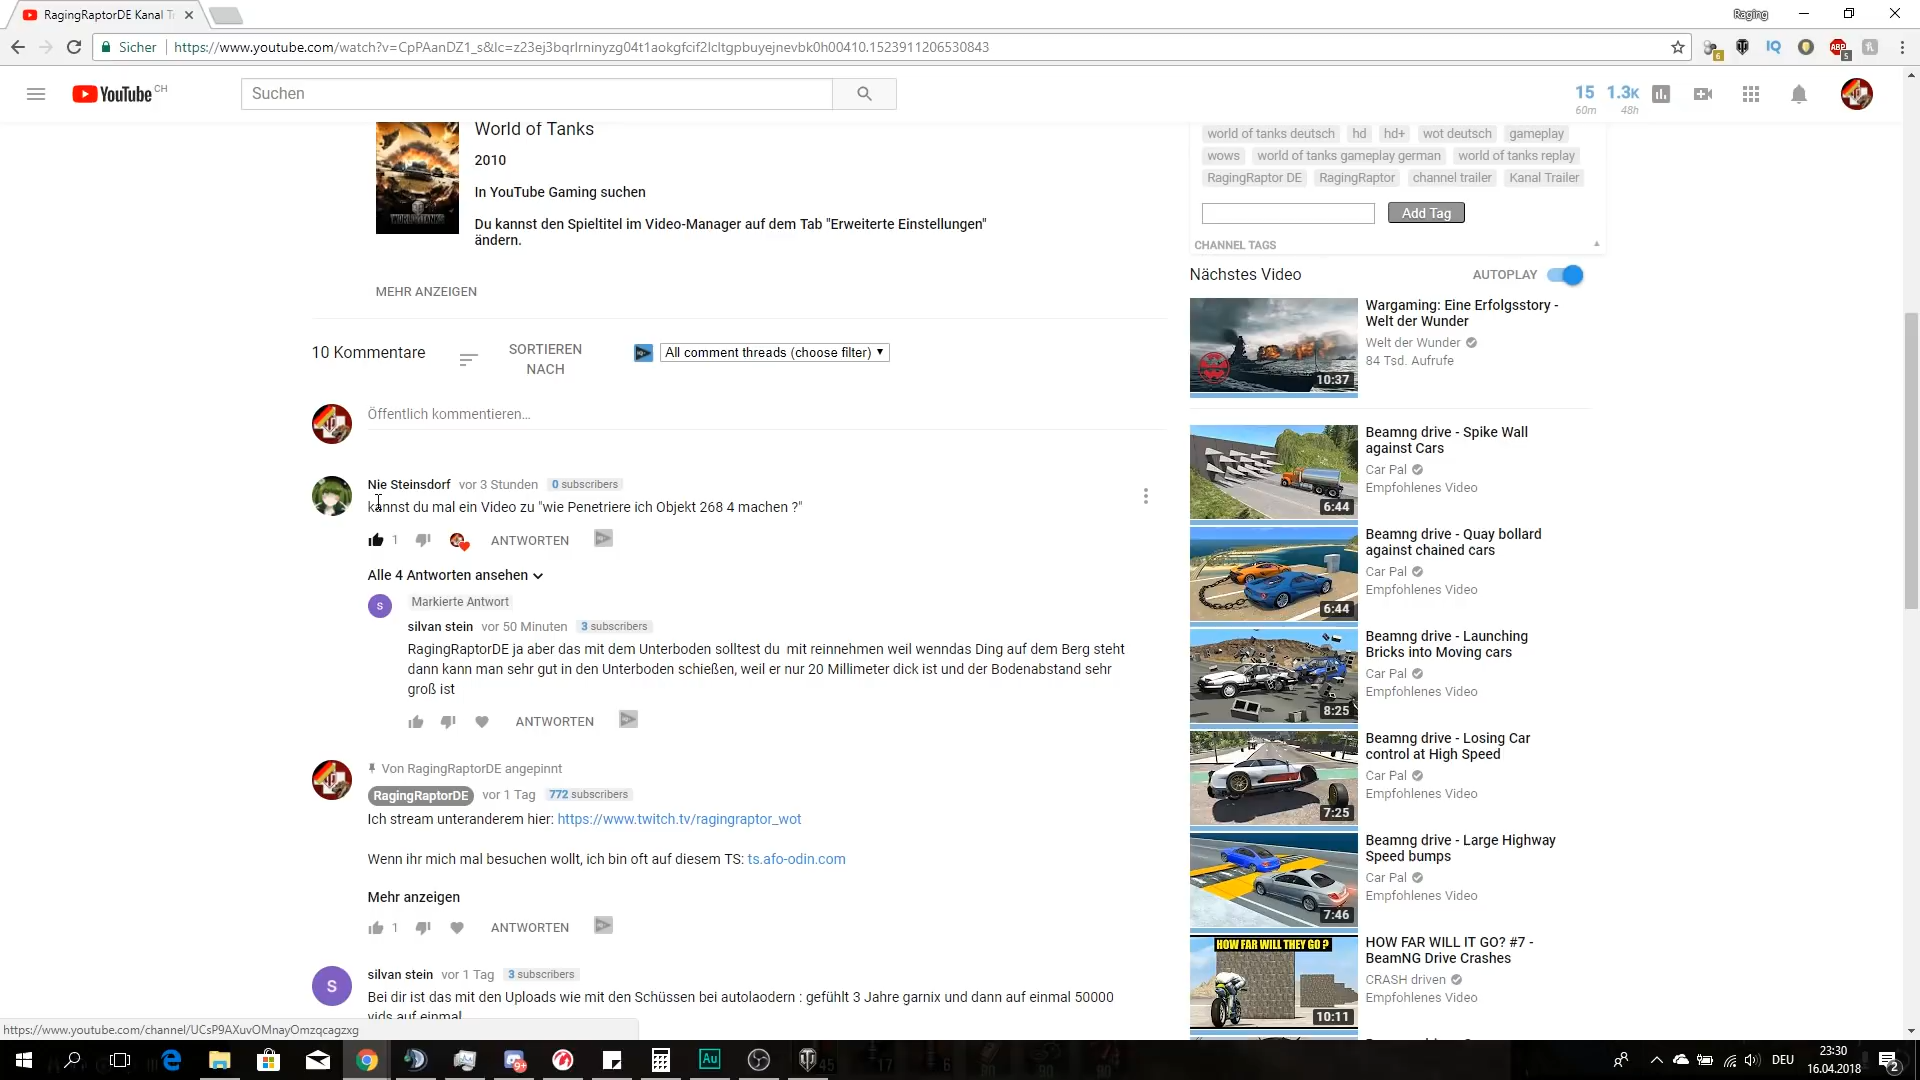 RagingRaptorDE Kanal Tr
Raging
Sicher
https://www.youtube.com/watch?v=CpPAanDZ1_s&lc=z23ej3bqrlrninyzg04t1aokgfcif2lcltgpbuyejnevbk0h00410.1523911206530843
6
IQ
ABP
5
YouTube CH
Suchen
15
60m
1.3K
48h
World of Tanks
2010
In YouTube Gaming suchen
Du kannst den Spieltitel im Video-Manager auf dem Tab "Erweiterte Einstellungen"
ändern.
MEHR ANZEIGEN
10 Kommentare
SORTIEREN
NACH
All comment threads (choose filter)
Öffentlich kommentieren...
Nie Steinsdorf vor 3 Stunden 0 subscribers
kannst du mal ein Video zu "wie Penetriere ich Objekt 268 4 machen ?"
1 ANTWORTEN
Alle 4 Antworten ansehen
S
Markierte Antwort
silvan stein vor 50 Minuten 3 subscribers
RagingRaptorDE ja aber das mit dem Unterboden solltest du mit reinnehmen weil wenndas Ding auf dem Berg steht
dann kann man sehr gut in den Unterboden schießen, weil er nur 20 Millimeter dick ist und der Bodenabstand sehr
groß ist
ANTWORTEN
Von RagingRaptorDE angepinnt
RagingRaptorDE vor 1 Tag 772 subscribers
Ich stream unteranderem hier: https://www.twitch.tv/ragingraptor_wot
Wenn ihr mich mal besuchen wollt, ich bin oft auf diesem TS: ts.afo-odin.com
Mehr anzeigen
1 ANTWORTEN
S
silvan stein vor 1 Tag 3 subscribers
Bei dir ist das mit den Uploads wie mit den Schüssen bei autolaodern : gefühlt 3 Jahre garnix und dann auf einmal 50000
vids auf einmal
https://www.youtube.com/channel/UCsP9AXuvOMnayOmzqcagzxg
world of tanks deutsch hd hd+ wot deutsch gameplay
wows world of tanks gameplay german world of tanks replay
RagingRaptor DE RagingRaptor channel trailer Kanal Trailer
Add Tag
CHANNEL TAGS
Nächstes Video
AUTOPLAY
10:37
Wargaming: Eine Erfolgsstory -
Welt der Wunder
Welt der Wunder
84 Tsd. Aufrufe
6:44
Beamng drive - Spike Wall
against Cars
Car Pal
Empfohlenes Video
6:44
Beamng drive - Quay bollard
against chained cars
Car Pal
Empfohlenes Video
8:25
Beamng drive - Launching
Bricks into Moving cars
Car Pal
Empfohlenes Video
7:25
Beamng drive - Losing Car
control at High Speed
Car Pal
Empfohlenes Video
7:46
Beamng drive - Large Highway
Speed bumps
Car Pal
Empfohlenes Video
HOW FAR WILL THEY GO ?
10:11
HOW FAR WILL IT GO? #7 -
BeamNG Drive Crashes
CRASH driven
Empfohlenes Video
Au
45
17
6
DEU
23:30
16.04.2018
2